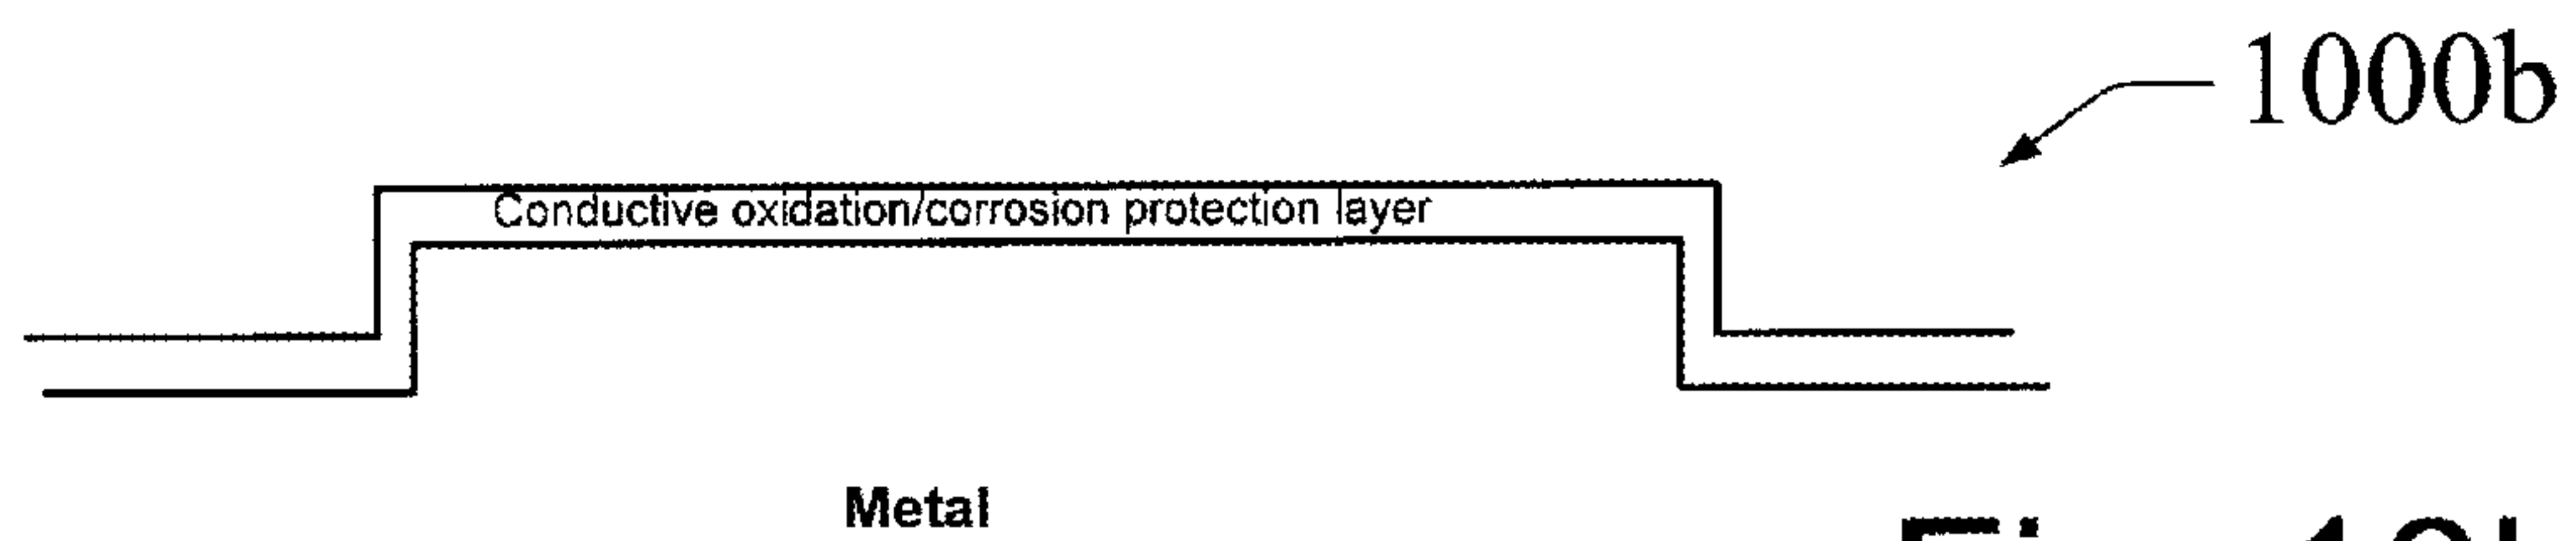 1000b
Conductive oxidation/corrosion protection layer
Metal